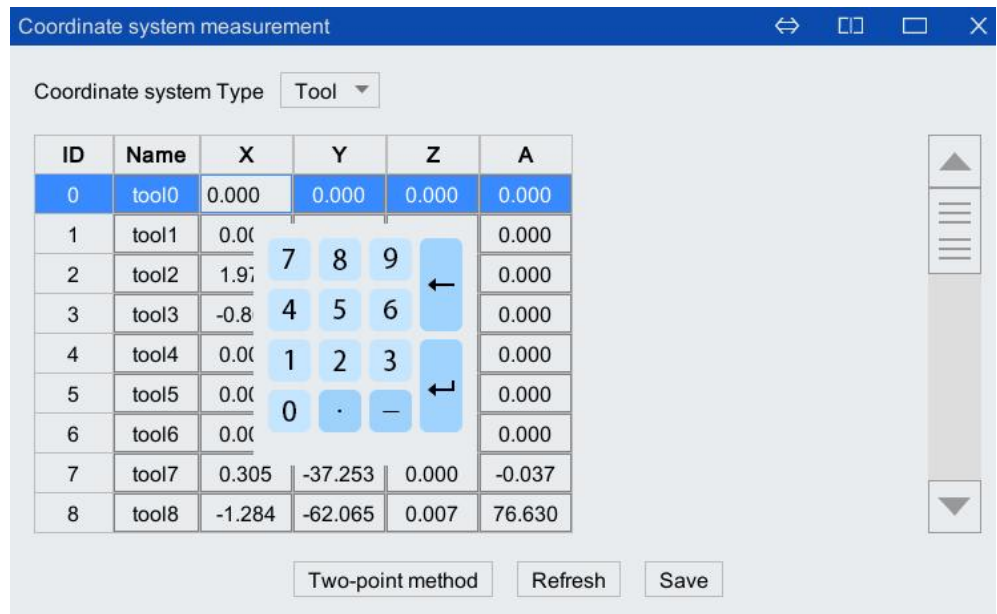 Coordinate system measurement
Coordinate system Type Tool
ID Name X Y Z A
0 tool0 0.000 0.000 0.000 0.000
1 tool1 0.000
2 tool2 0.000
3 tool3 0.000
4 tool4 0.000
5 tool5 0.000
6 tool6 0.000
7 tool7 0.305 -37.253 0.000 -0.037
8 tool8 -1.284 -62.065 0.007 76.630
7 8 9
4 5 6
1 2 3
0 . –
Two-point method Refresh Save